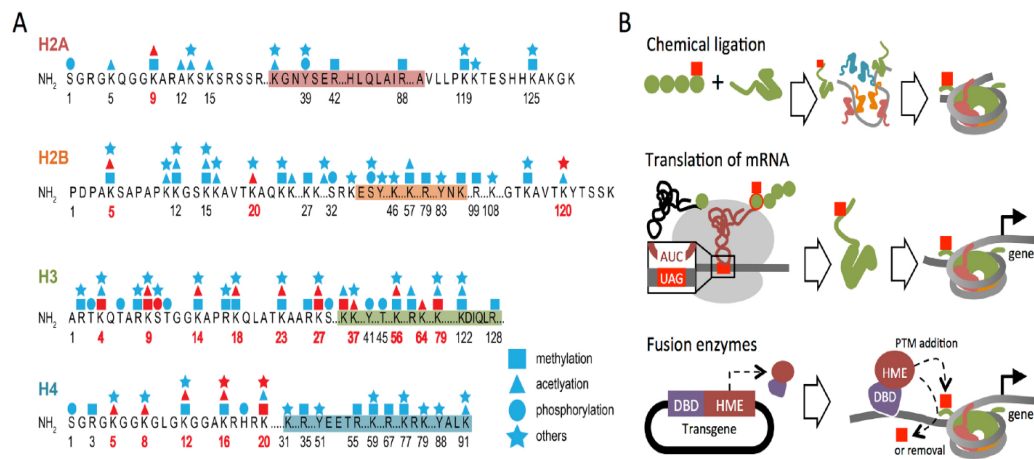 A
H2A
NH2 SGRGKQGGKARAKSKSRSSR...KGNYSER...HLQLAIR...AVLLPKKTESHHKAKGK
1 5 9 12 15 39 42 88 119 125
H2B
NH2 PDPAKSAPAPKKGSKKAVTKAQKK...KK...SRKESY...K...K...R...YNK...R...K...GTKAVTKYTSSK
1 5 12 15 20 27 32 46 57 79 83 99 108 120
H3
NH2 ARTKQTARKSTGGKAPRKQLATKAARKS...KK...Y...T...K...RK...K......KDIQLR...
1 4 9 14 18 23 27 37 41 45 56 64 79 122 128
methylation
acetlyation
phosphorylation
others
H4
NH2 SGRGKGGKGLGKGGAKRHRK.....K...R...YEETR...K...R...KRK...YALK
1 3 5 8 12 16 20 31 35 51 55 59 67 77 79 88 91
B
Chemical ligation
+
Translation of mRNA
AUC
UAG
gene
Fusion enzymes
DBD HME
Transgene
PTM addition
HME
DBD
gene
or removal